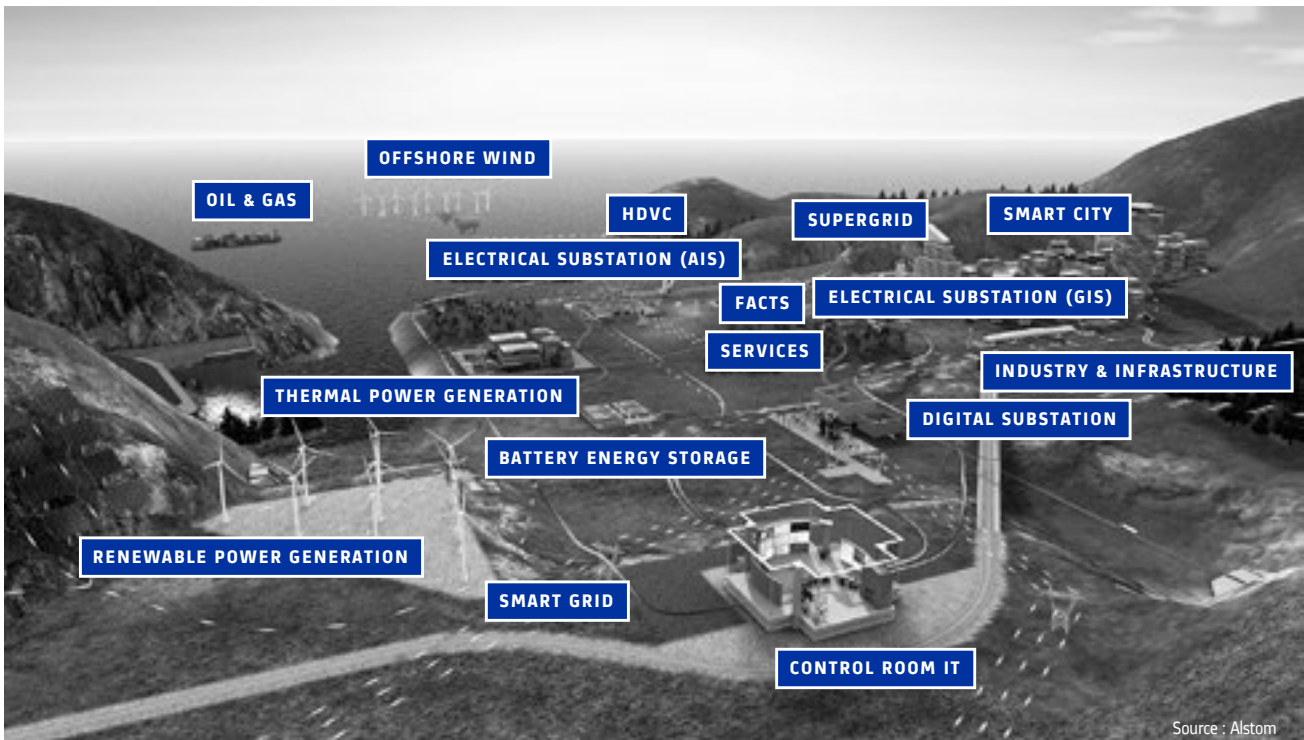 OFFSHORE WIND
OIL & GAS
HDVC
SUPERGRID
SMART CITY
ELECTRICAL SUBSTATION (AIS)
FACTS
ELECTRICAL SUBSTATION (GIS)
SERVICES
INDUSTRY & INFRASTRUCTURE
THERMAL POWER GENERATION
DIGITAL SUBSTATION
BATTERY ENERGY STORAGE
RENEWABLE POWER GENERATION
SMART GRID
CONTROL ROOM IT
Source : Alstom